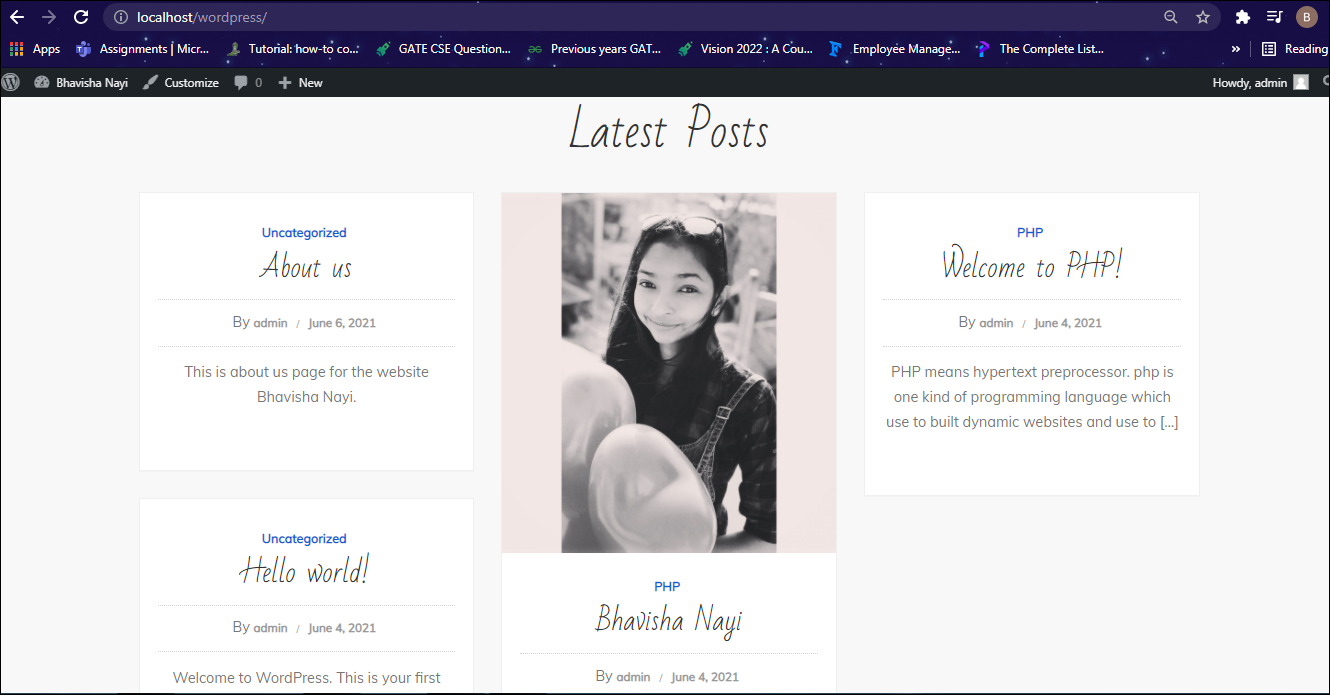 localhost/wordpress/
B
Apps
Assignments | Micr...
Tutorial: how-to co...
GATE CSE Question...
Previous years GAT...
Vision 2022 : A Cou...
Employee Manage...
The Complete List...
»
Reading
Bhavisha Nayi
Customize
0
New
Howdy, admin
Latest Posts
Uncategorized
About us
By admin / June 6, 2021
This is about us page for the website
Bhavisha Nayi.
Uncategorized
Hello world!
By admin / June 4, 2021
Welcome to WordPress. This is your first
PHP
Bhavisha Nayi
By admin / June 4, 2021
PHP
Welcome to PHP!
By admin / June 4, 2021
PHP means hypertext preprocessor. php is
one kind of programming language which
use to built dynamic websites and use to [...]